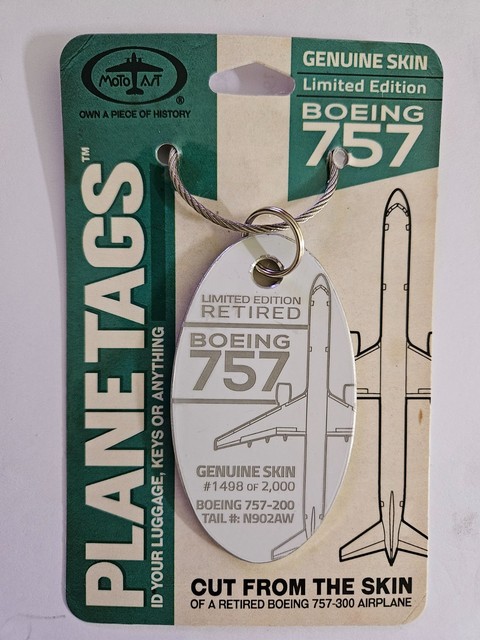 MOTO ART
®
OWN A PIECE OF HISTORY
GENUINE SKIN
Limited Edition
BOEING
757
PLANETAGS™
ID YOUR LUGGAGE, KEYS OR ANYTHING
LIMITED EDITION
RETIRED
BOEING
757
GENUINE SKIN
#1498 OF 2,000
BOEING 757-200
TAIL #: N902AW
CUT FROM THE SKIN
OF A RETIRED BOEING 757-300 AIRPLANE